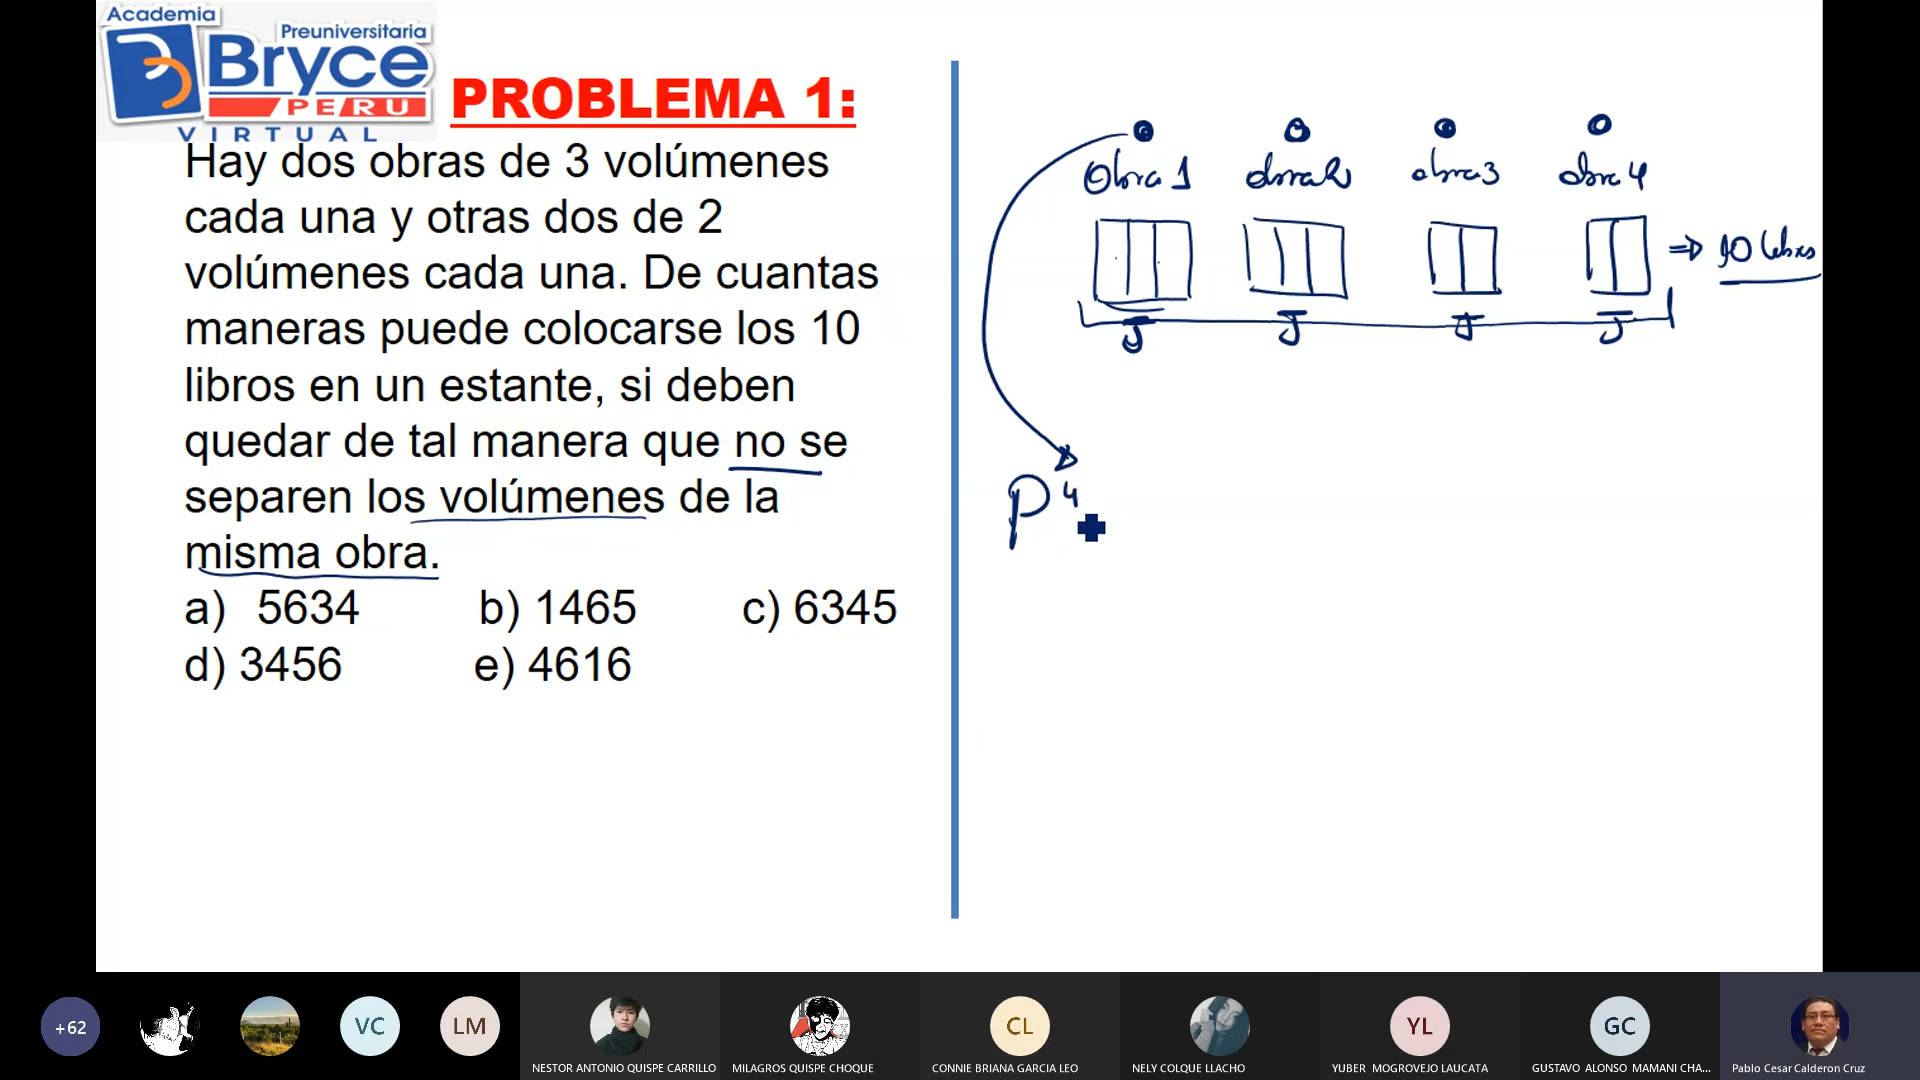 Academia
Preuniversitaria
Bryce
PERU
VIRTUAL
PROBLEMA 1:
Hay dos obras de 3 volúmenes
cada una y otras dos de 2
volúmenes cada una. De cuantas
maneras puede colocarse los 10
libros en un estante, si deben
quedar de tal manera que no se
separen los volúmenes de la
misma obra.
a) 5634 b) 1465 c) 6345
d) 3456 e) 4616
Obra 1 obra 2 obra 3 obra 4
⇒ 10 libros
J J J J
P 4
+62
VC
LM
CL
YL
GC
NESTOR ANTONIO QUISPE CARRILLO
MILAGROS QUISPE CHOQUE
CONNIE BRIANA GARCIA LEO
NELY COLQUE LLACHO
YUBER MOGROVEJO LAUCATA
GUSTAVO ALONSO MAMANI CHA...
Pablo Cesar Calderon Cruz